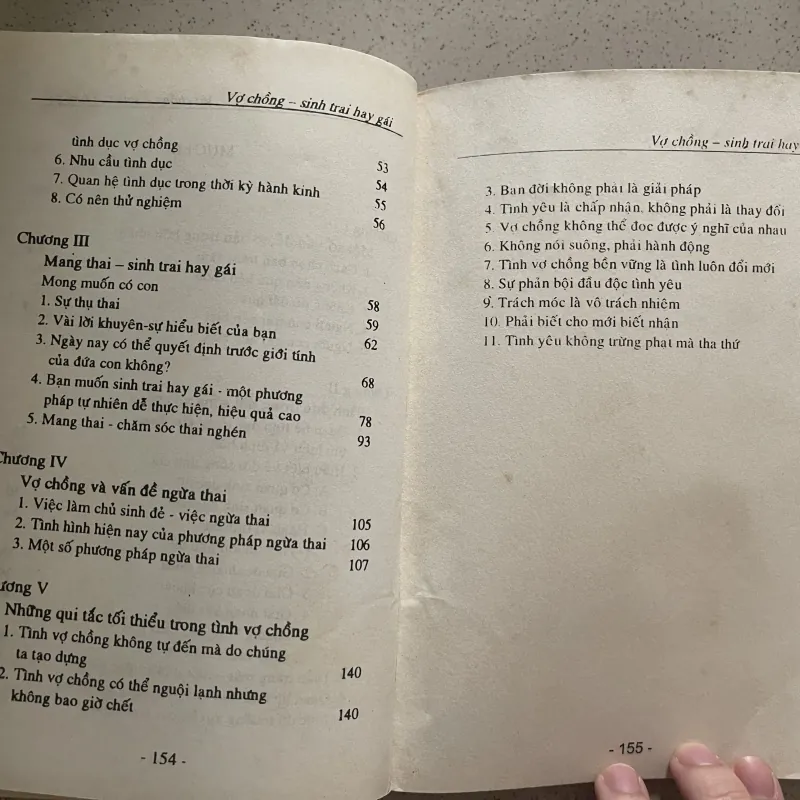 Vợ chồng – sinh trai hay gái
tình dục vợ chồng 53
6. Nhu cầu tình dục 54
7. Quan hệ tình dục trong thời kỳ hành kinh 55
8. Có nên thử nghiệm 56
Chương III
Mang thai – sinh trai hay gái
Mong muốn có con 58
1. Sự thụ thai 59
2. Vài lời khuyên-sự hiểu biết của bạn 62
3. Ngày nay có thể quyết định trước giới tính
của đứa con không? 68
4. Bạn muốn sinh trai hay gái - một phương
pháp tự nhiên dễ thực hiện, hiệu quả cao 78
5. Mang thai - chăm sóc thai nghén 93
Chương IV
Vợ chồng và vấn đề ngừa thai
1. Việc làm chủ sinh đẻ - việc ngừa thai 105
2. Tình hình hiện nay của phương pháp ngừa thai 106
3. Một số phương pháp ngừa thai 107
ương V
Những qui tắc tối thiểu trong tình vợ chồng
1. Tình vợ chồng không tự đến mà do chúng
ta tạo dựng 140
2. Tình vợ chồng có thể nguội lạnh nhưng
không bao giờ chết 140
- 154 -
Vợ chồng – sinh trai hay
3. Bạn đời không phải là giải pháp
4. Tình yêu là chấp nhận, không phải là thay đổi
5. Vợ chồng không thể đọc được ý nghĩ của nhau
6. Không nói suông, phải hành động
7. Tình vợ chồng bền vững là tình luôn đổi mới
8. Sự phản bội đầu độc tình yêu
9. Trách móc là vô trách nhiệm
10. Phải biết cho mới biết nhận
11. Tình yêu không trừng phạt mà tha thứ
- 155 -